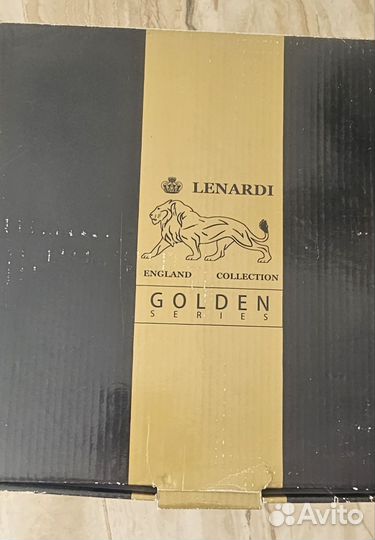 LENARDI
ENGLAND COLLECTION
GOLDEN
SERIES
Avito